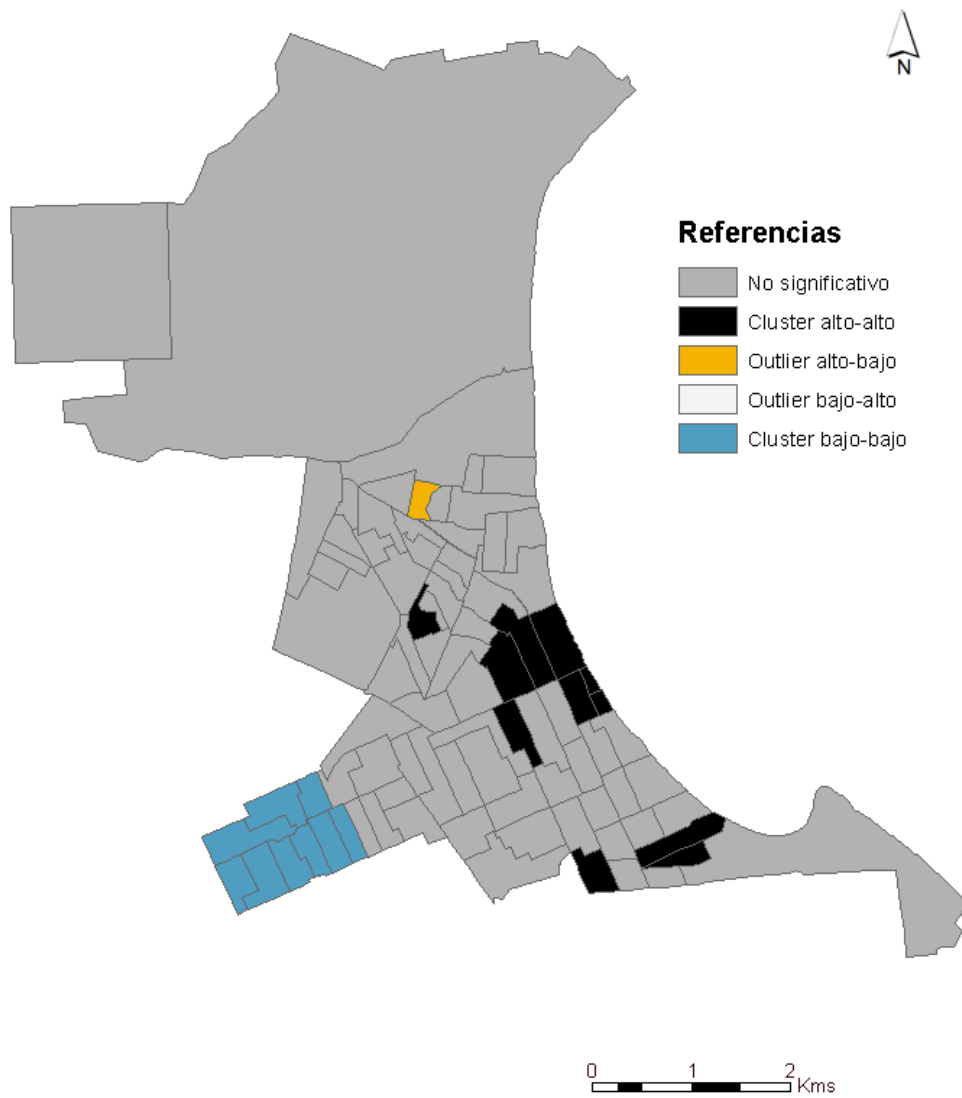 N
Referencias
No significativo
Cluster alto-alto
Outlier alto-bajo
Outlier bajo-alto
Cluster bajo-bajo
0 1 2
Kms